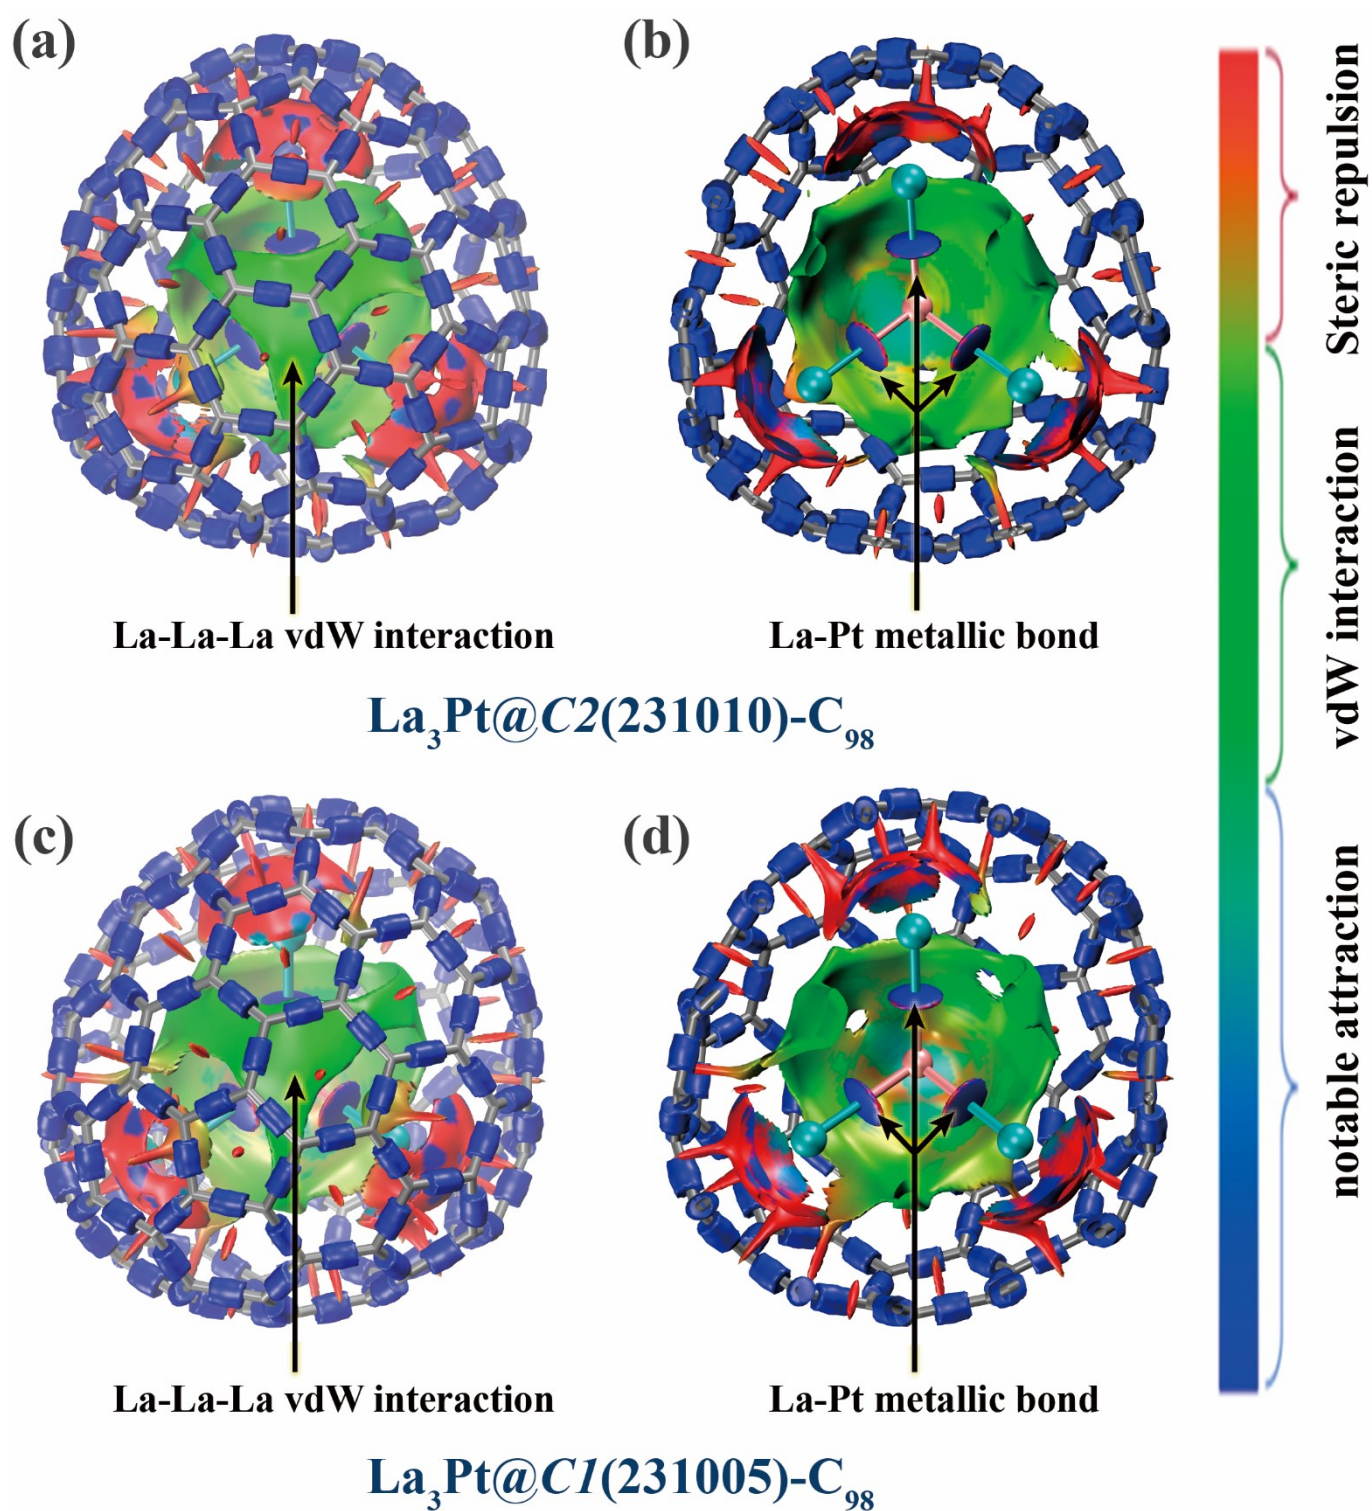 (a)
(b)
La-La-La vdW interaction
La-Pt metallic bond
La₃Pt@C2(231010)-C₉₈
(c)
(d)
La-La-La vdW interaction
La-Pt metallic bond
La₃Pt@C1(231005)-C₉₈
Steric repulsion
vdW interaction
notable attraction